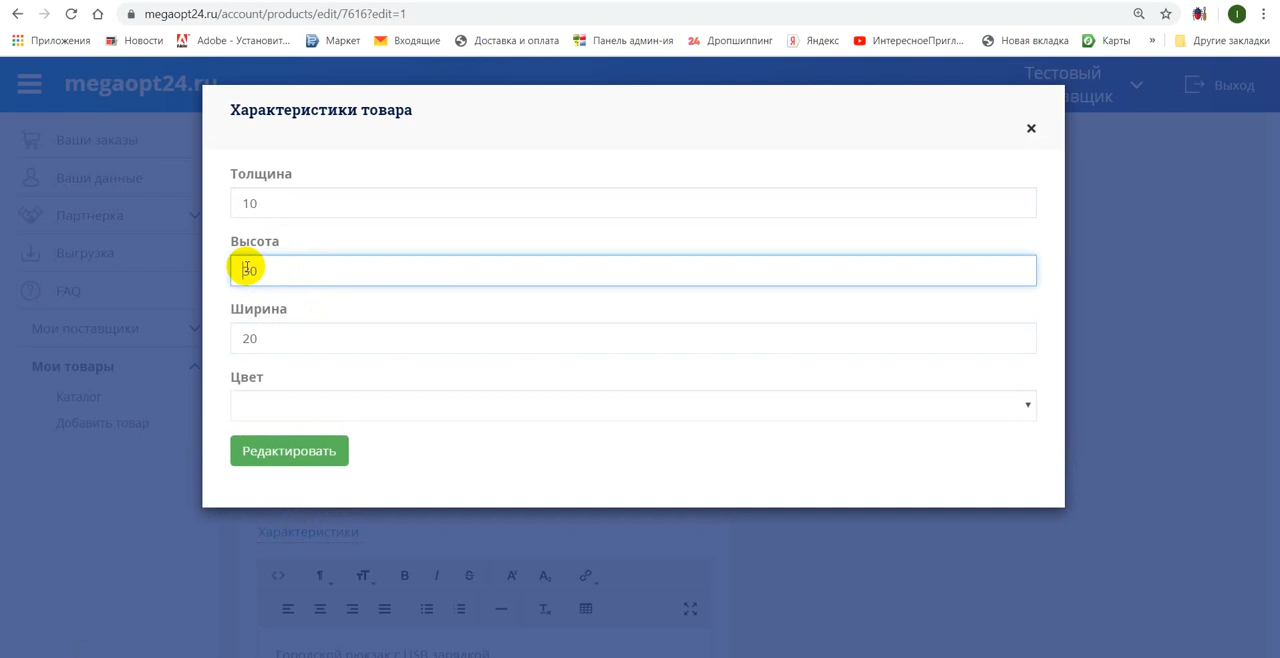 megaopt24.ru/account/products/edit/7616?edit=1
I
Приложения Новости Adobe - Установит... Маркет Входящие Доставка и оплата Панель админ-ия 24 Дропшиппинг Я Яндекс ИнтересноеПригл... Новая вкладка Карты » Другие закладки
megaopt24.ru
Тестовый
Выход
Характеристики товара
×
Ваши заказы
Ваши данные
Партнерка
Выгрузка
FAQ
Мои поставщики
Мои товары
Каталог
Добавить товар
Толщина
10
Высота
30
Ширина
20
Цвет
Редактировать
Характеристики
Городской рюкзак с USB зарядкой